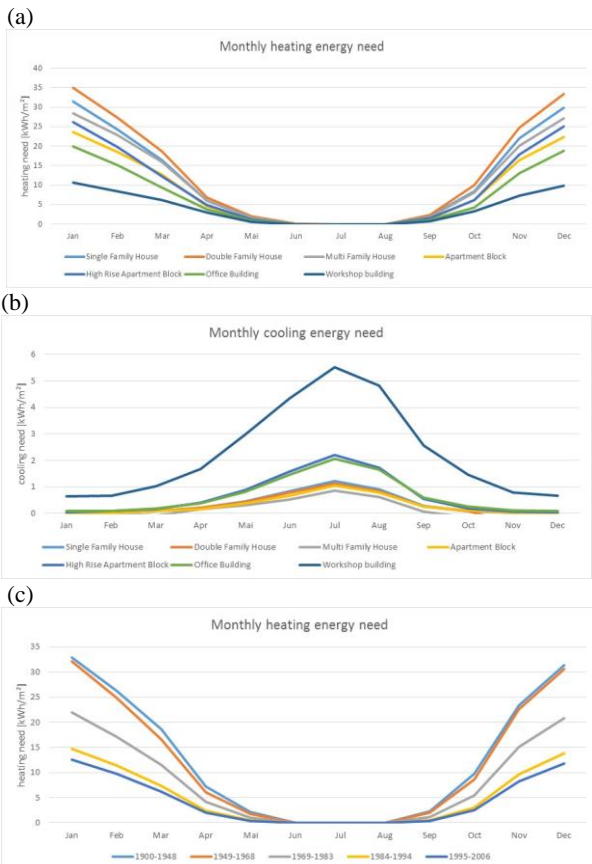 (a)
Monthly heating energy need
heating need [kWh/m²]
40
35
30
25
20
15
10
5
0
Jan Feb Mar Apr Mai Jun Jul Aug Sep Oct Nov Dec
Single Family House Double Family House Multi Family House Apartment Block
High Rise Apartment Block Office Building Workshop building
(b)
Monthly cooling energy need
cooling need [kWh/m²]
6
5
4
3
2
1
0
Jan Feb Mar Apr Mai Jun Jul Aug Sep Oct Nov Dec
Single Family House Double Family House Multi Family House Apartment Block
High Rise Apartment Block Office Building Workshop building
(c)
Monthly heating energy need
heating need [kWh/m²]
35
30
25
20
15
10
5
0
Jan Feb Mar Apr Mai Jun Jul Aug Sep Oct Nov Dec
1900-1948 1949-1968 1969-1983 1984-1994 1995-2006